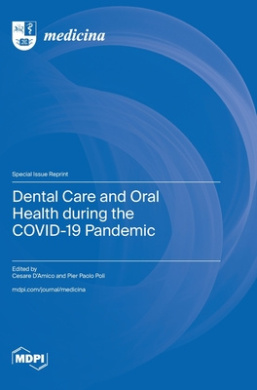 medicina
Special Issue Reprint
Dental Care and Oral
Health during the
COVID-19 Pandemic
Edited by
Cesare D'Amico and Pier Paolo Poli
mdpi.com/journal/medicina
MDPI